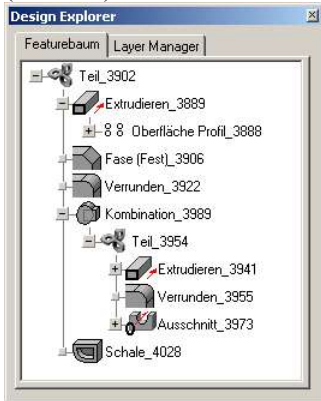 Design Explorer
Featurebaum Layer Manager
Teil_3902
Extrudieren_3889
Oberfläche Profil_3888
Fase (Fest)_3906
Verrunden_3922
Kombination_3989
Teil_3954
Extrudieren_3941
Verrunden_3955
Ausschnitt_3973
Schale_4028